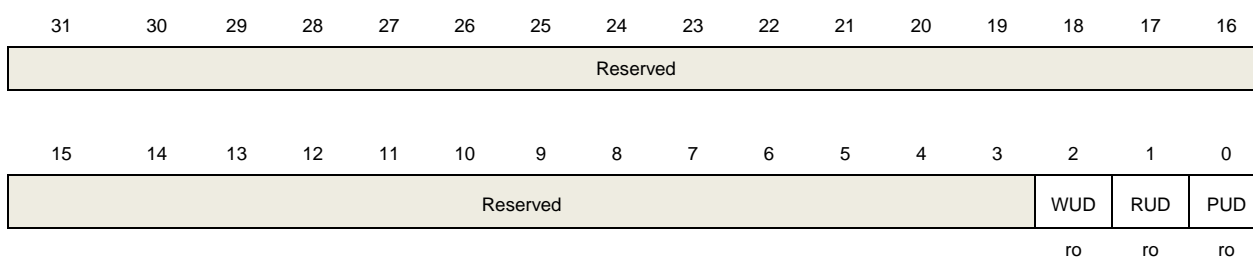 31 30 29 28 27 26 25 24 23 22 21 20 19 18 17 16
Reserved
15 14 13 12 11 10 9 8 7 6 5 4 3 2 1 0
Reserved WUD RUD PUD
ro ro ro